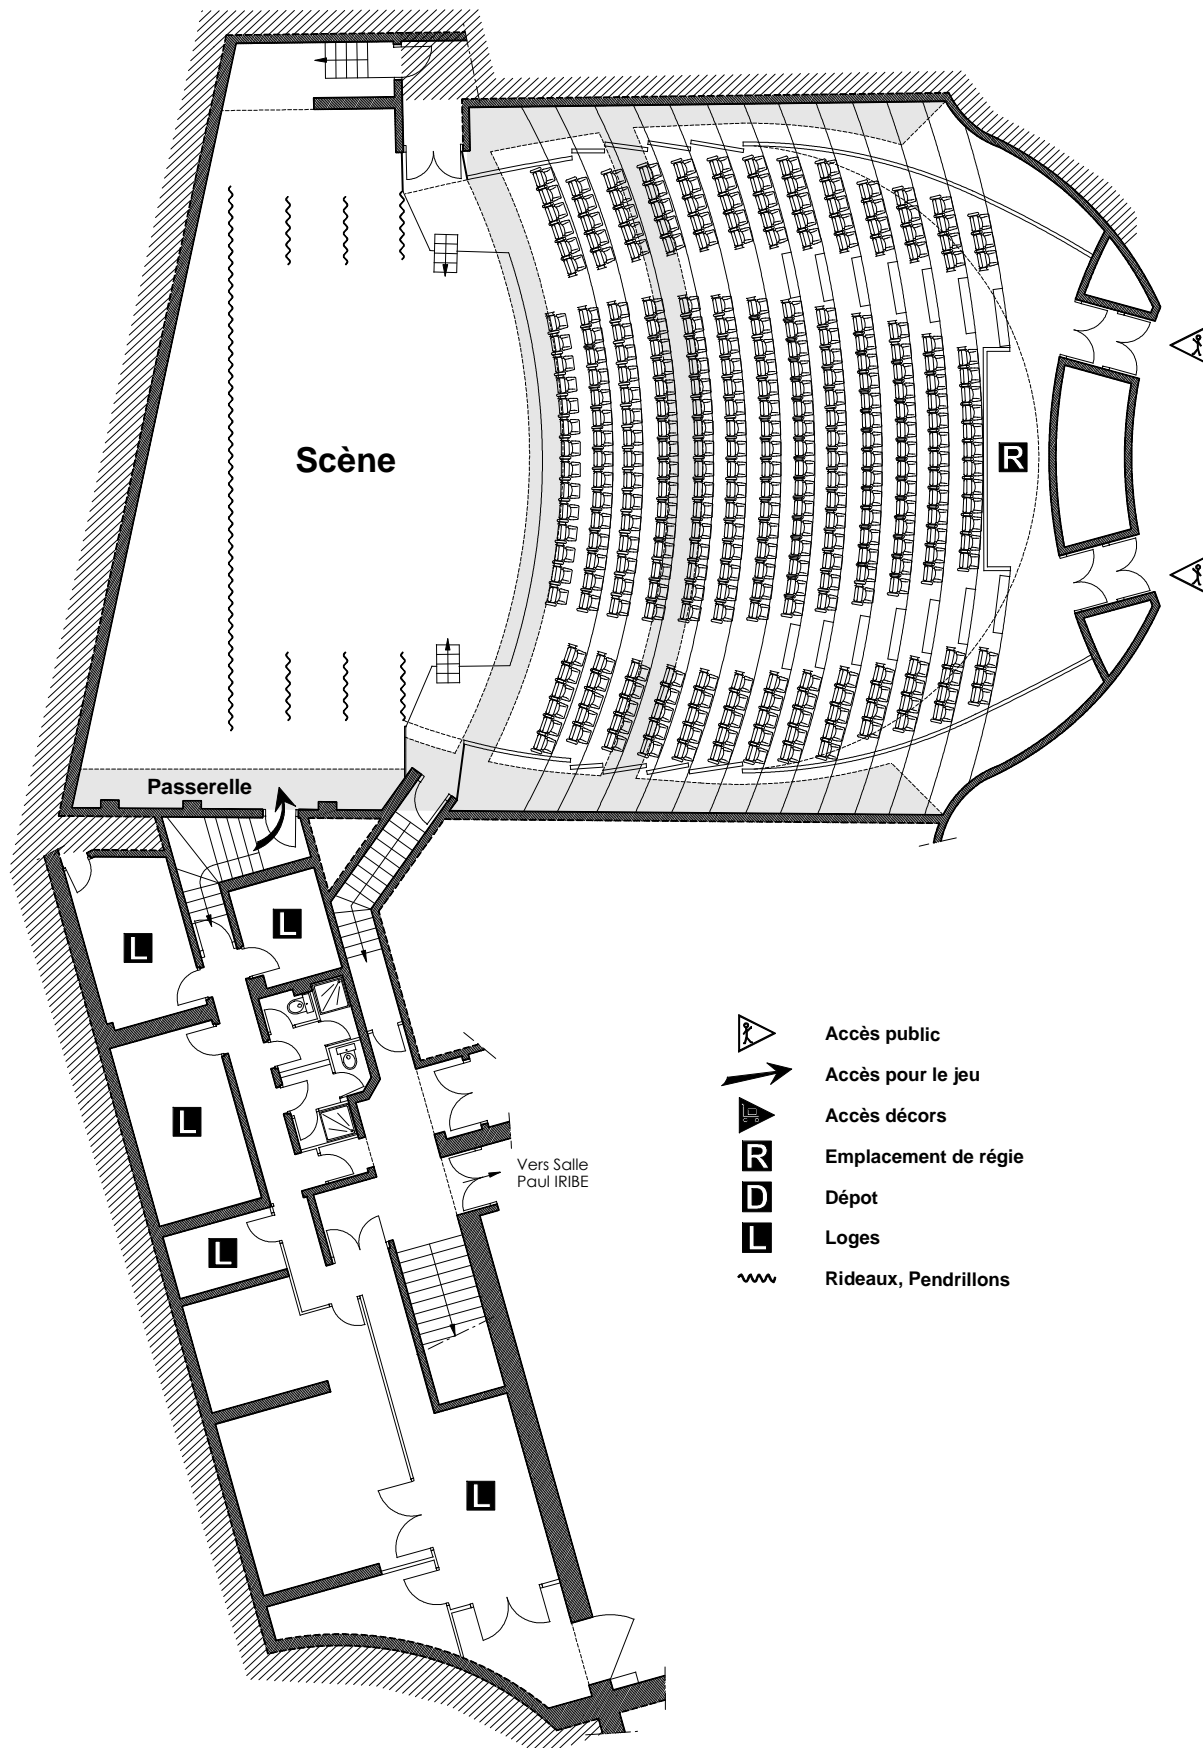 Scène
R
Passerelle
L
L
L
L
L
Vers Salle
Paul IRIBE
Accès public
Accès pour le jeu
Accès décors
R Emplacement de régie
D Dépot
L Loges
Rideaux, Pendrillons